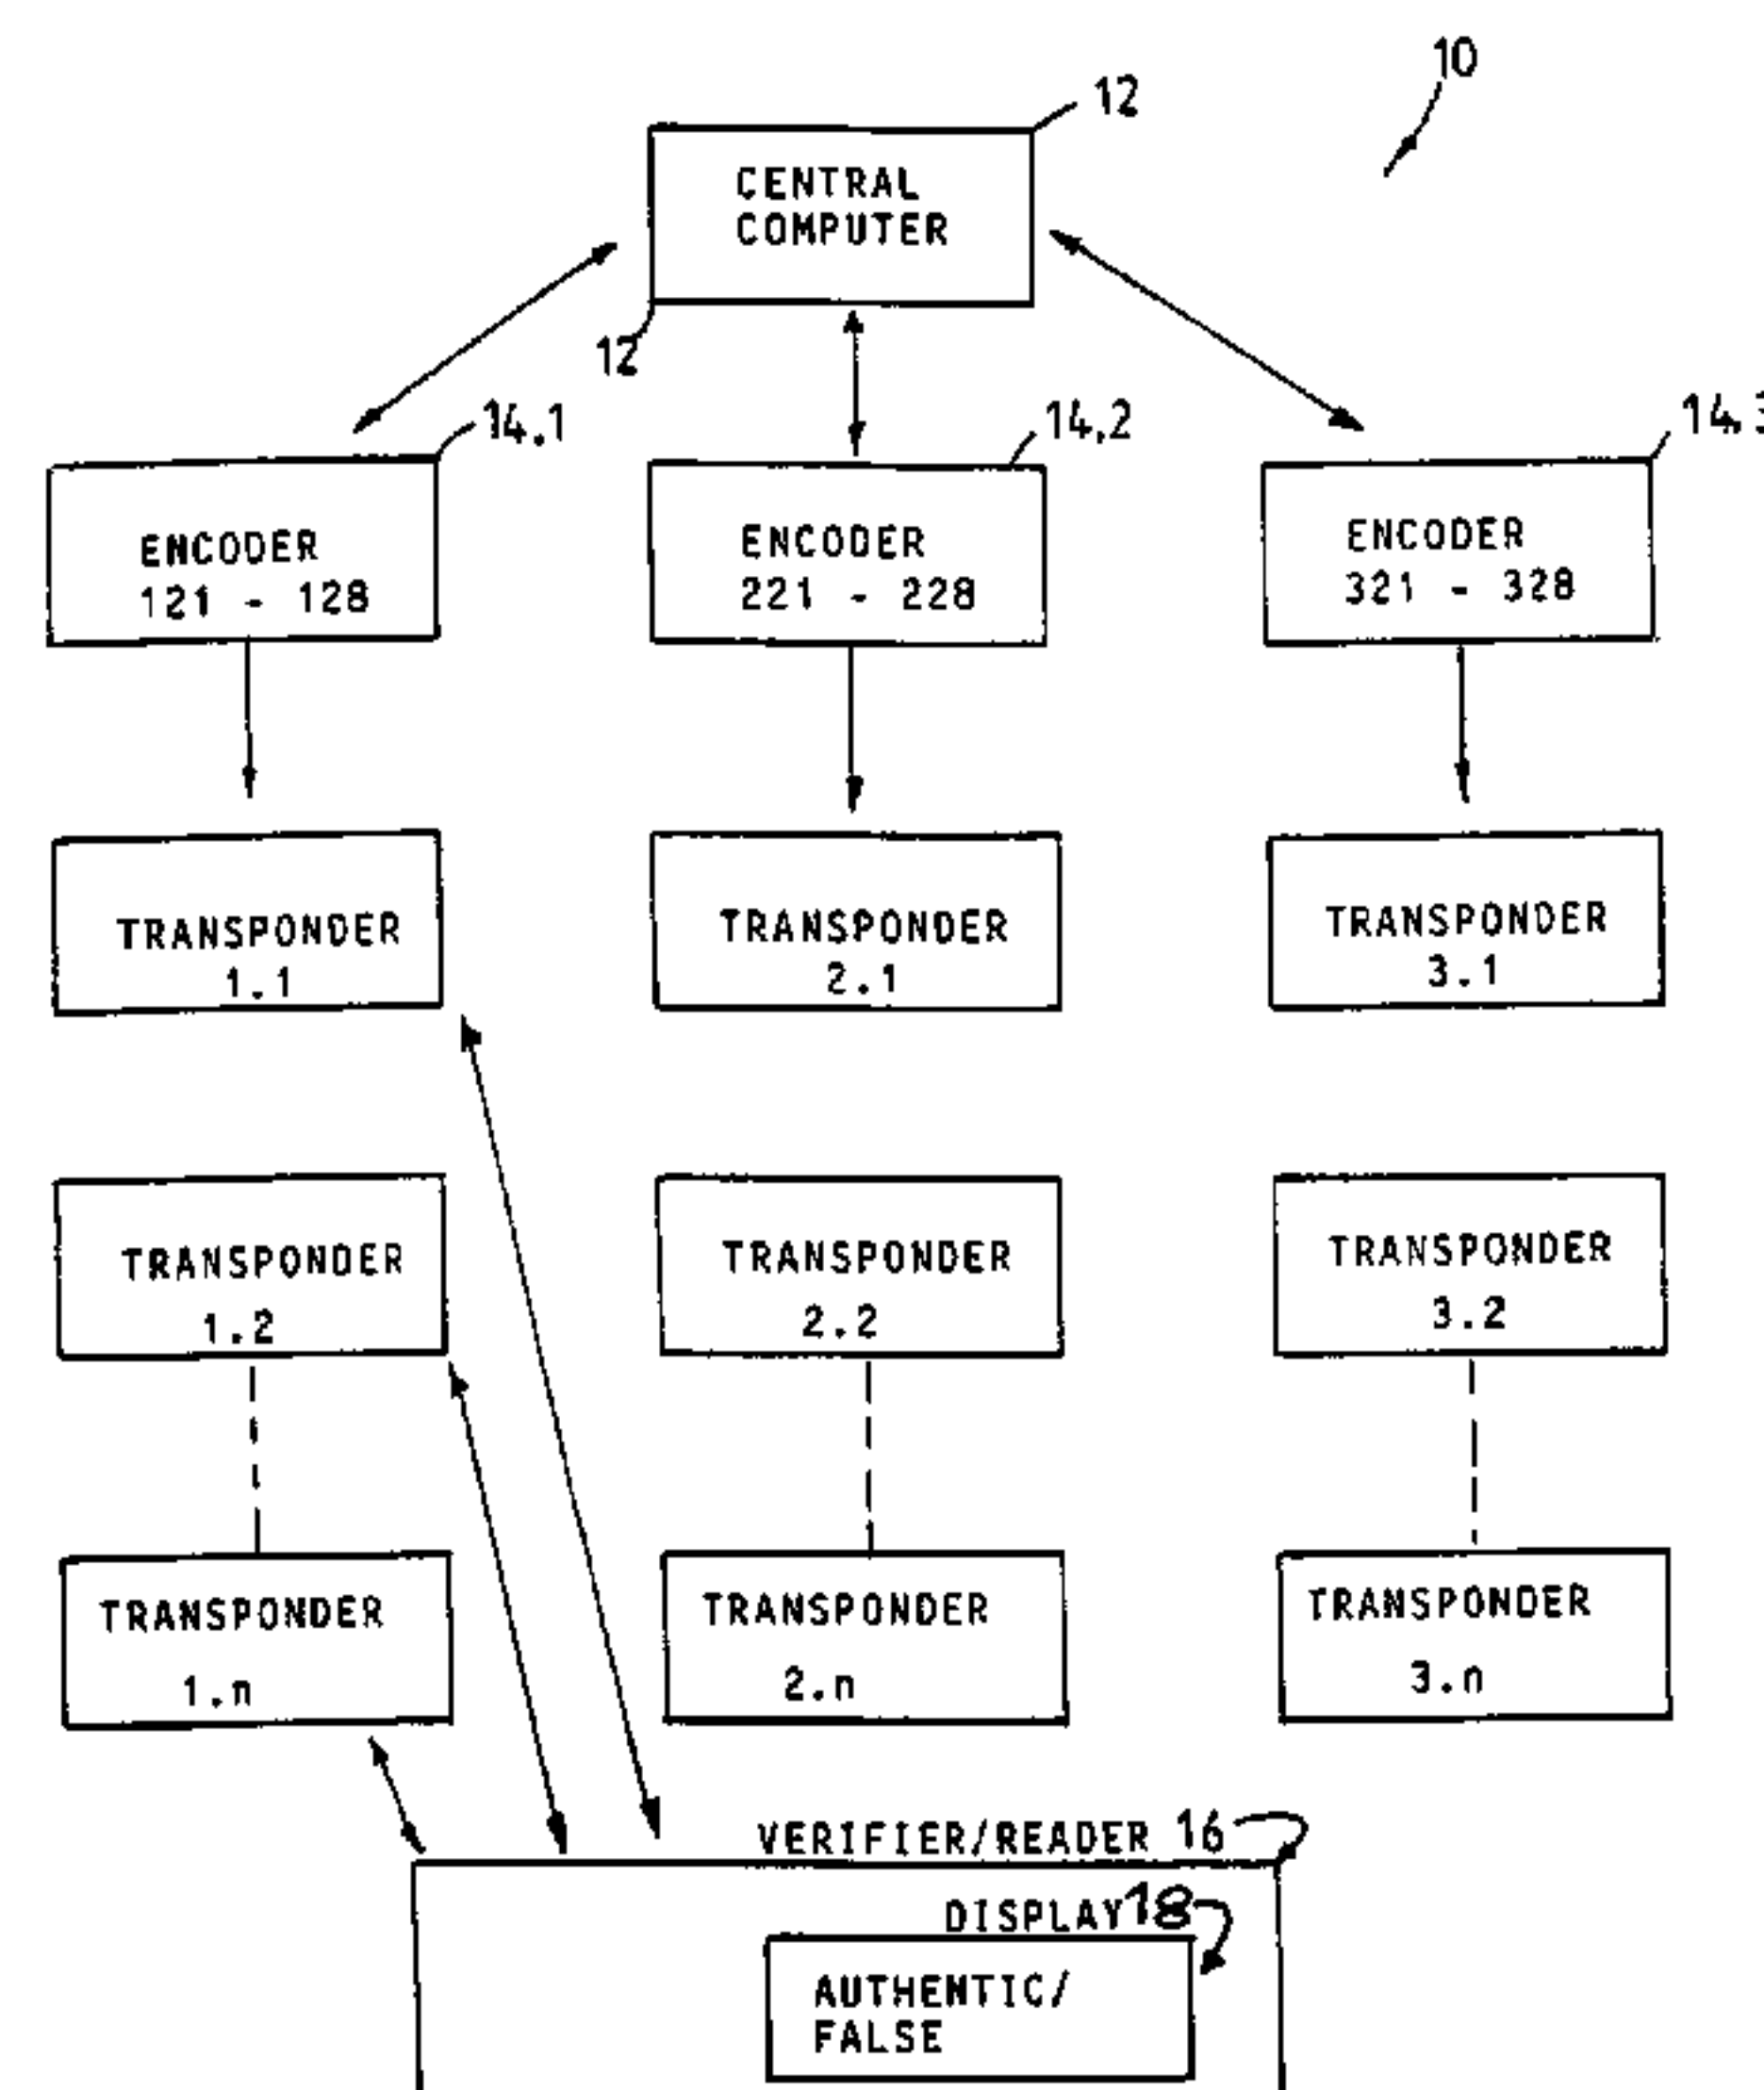 10
12
CENTRAL
COMPUTER
12
14.1
14.2
14.3
ENCODER
121 - 128
ENCODER
221 - 228
ENCODER
321 - 328
TRANSPONDER
1.1
TRANSPONDER
2.1
TRANSPONDER
3.1
TRANSPONDER
1.2
TRANSPONDER
2.2
TRANSPONDER
3.2
TRANSPONDER
1.n
TRANSPONDER
2.n
TRANSPONDER
3.n
VERIFIER/READER 16
DISPLAY 18
AUTHENTIC/
FALSE